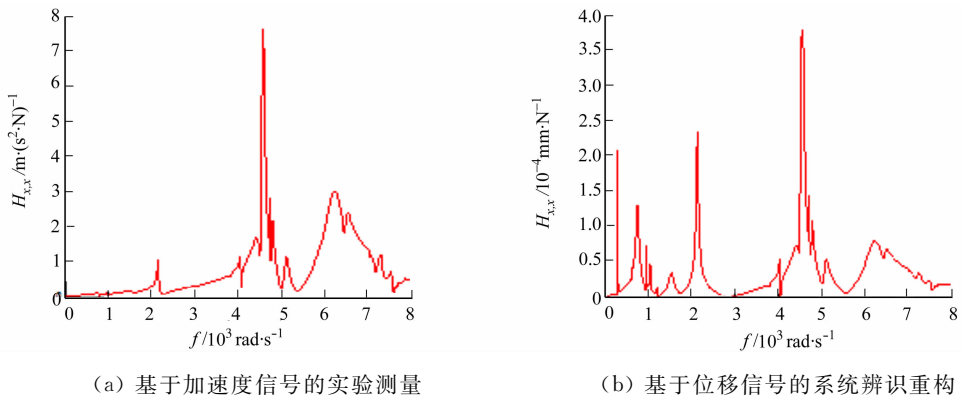 8
7
6
5
4
3
2
1
0
H_{x,x}/m·(s²·N)⁻¹
0 1 2 3 4 5 6 7 8
f/10³ rad·s⁻¹
(a) 基于加速度信号的实验测量
4.0
3.5
3.0
2.5
2.0
1.5
1.0
0.5
0
H_{x,x}/10⁻⁴mm·N⁻¹
0 1 2 3 4 5 6 7 8
f/10³ rad·s⁻¹
(b) 基于位移信号的系统辨识重构